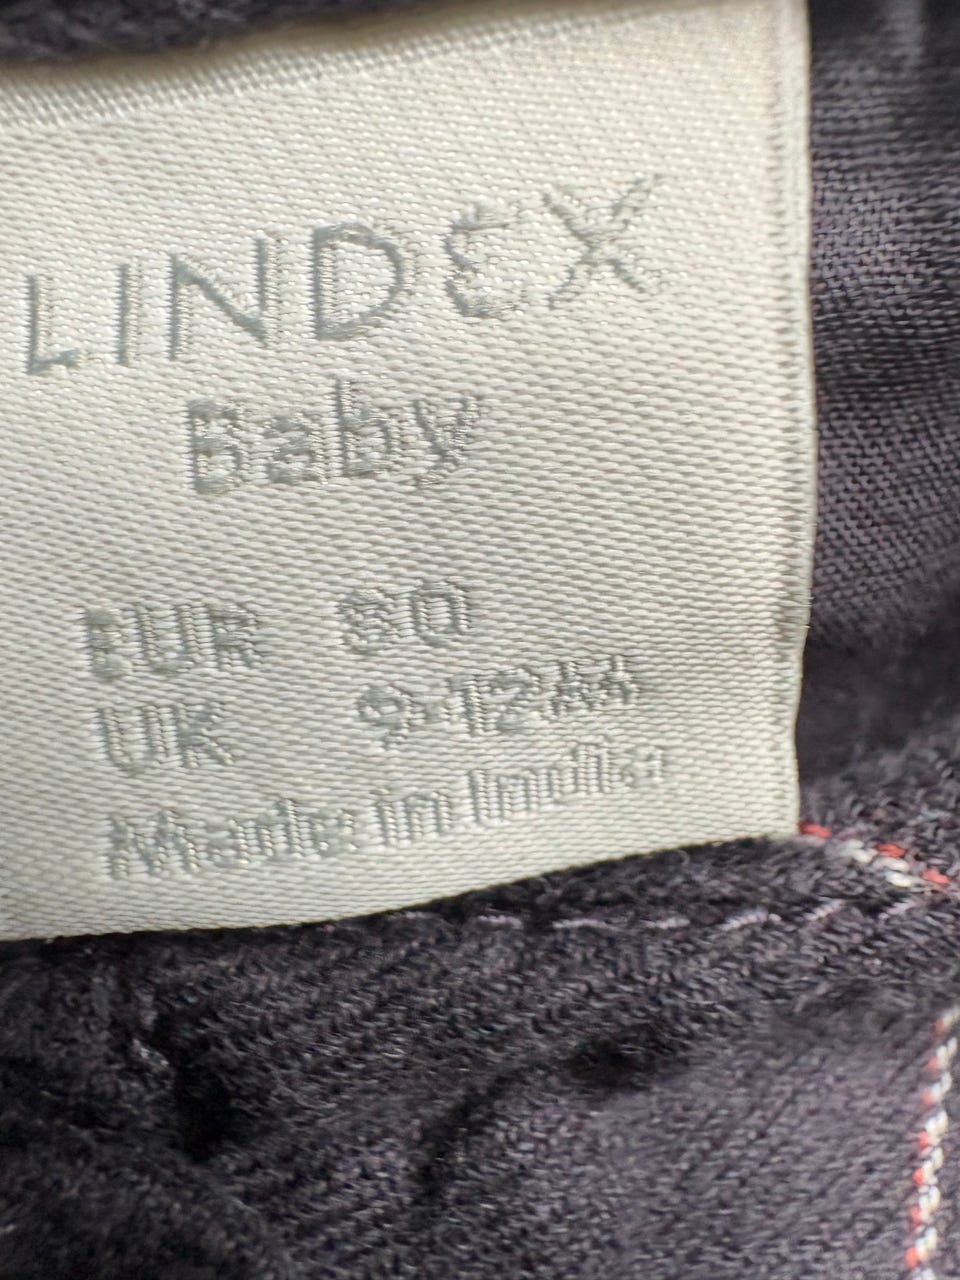 LINDEX
Baby
EUR 80
UK 9-12M
Made in India